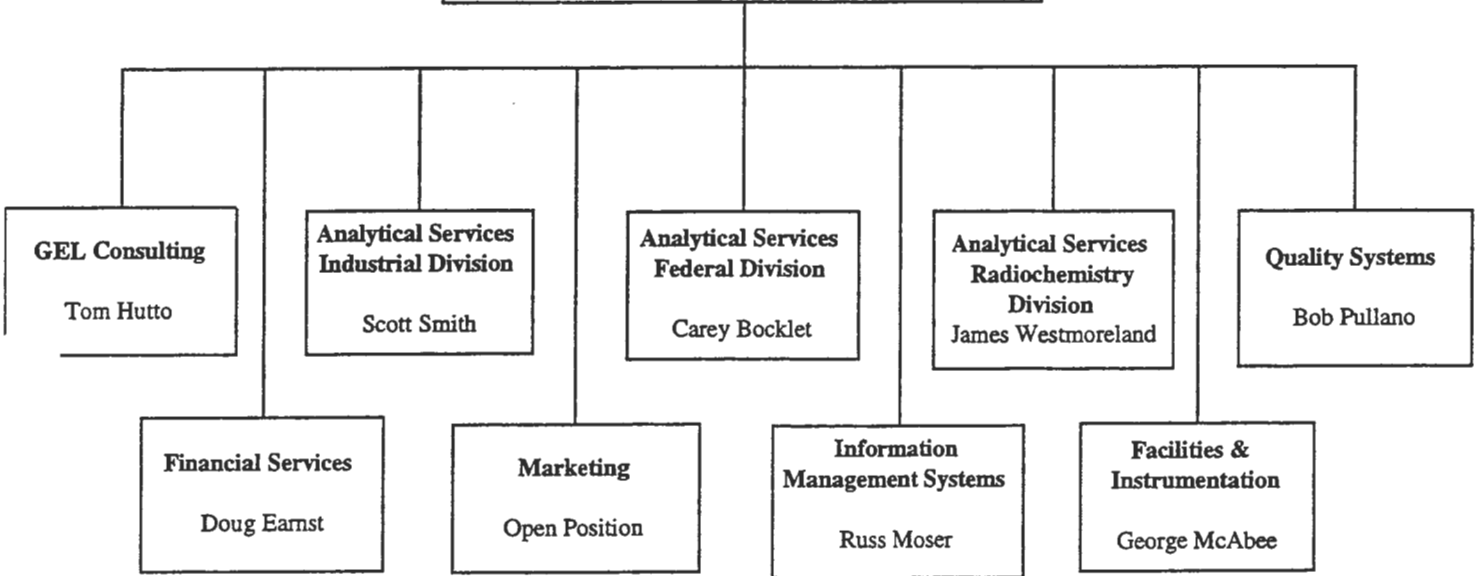 GEL Consulting
Tom Hutto
Analytical Services
Industrial Division
Scott Smith
Analytical Services
Federal Division
Carey Bocklet
Analytical Services
Radiochemistry
Division
James Westmoreland
Quality Systems
Bob Pullano
Financial Services
Doug Earnst
Marketing
Open Position
Information
Management Systems
Russ Moser
Facilities &
Instrumentation
George McAbee